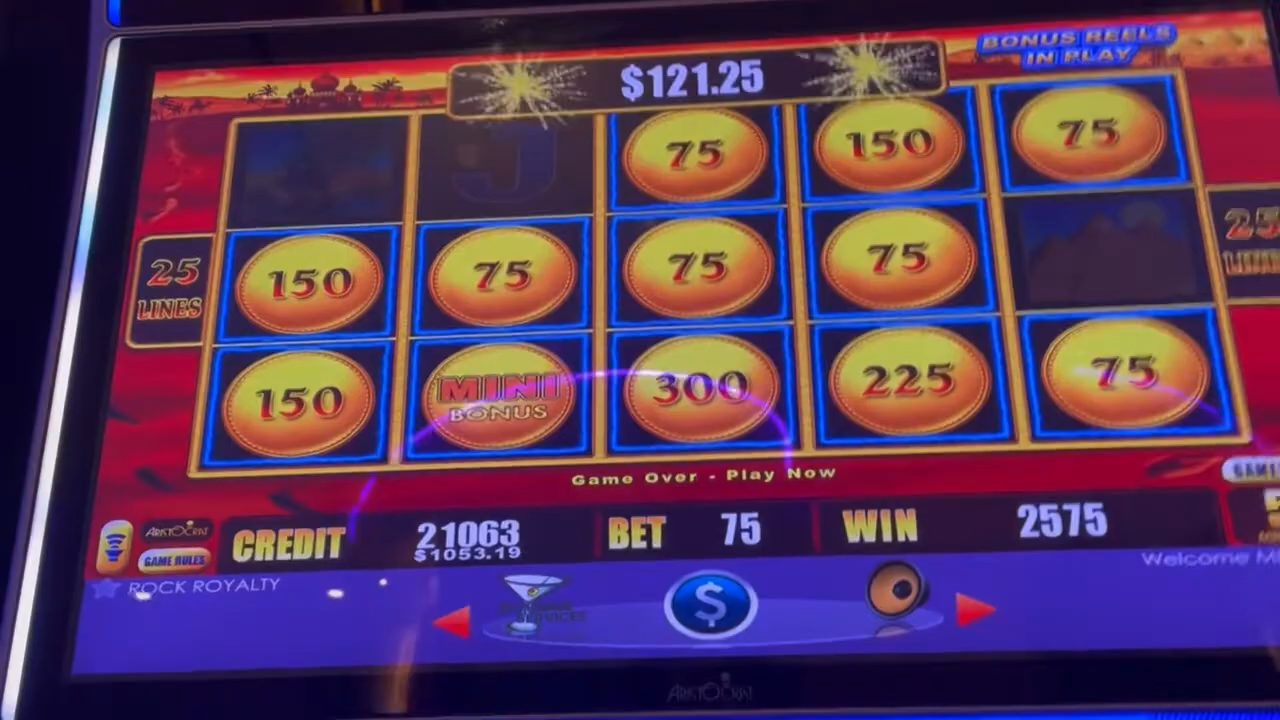 BONUS REELS
IN PLAY
$121.25
J
75
150
75
25
LINES
150
75
75
75
25
150
MINI
BONUS
300
225
75
Game Over - Play Now
ARISTOCRAT
GAME RULES
CREDIT
21063
$1053.19
BET
75
WIN
2575
ROCK ROYALTY
Welcome
$
ARISTOCRAT